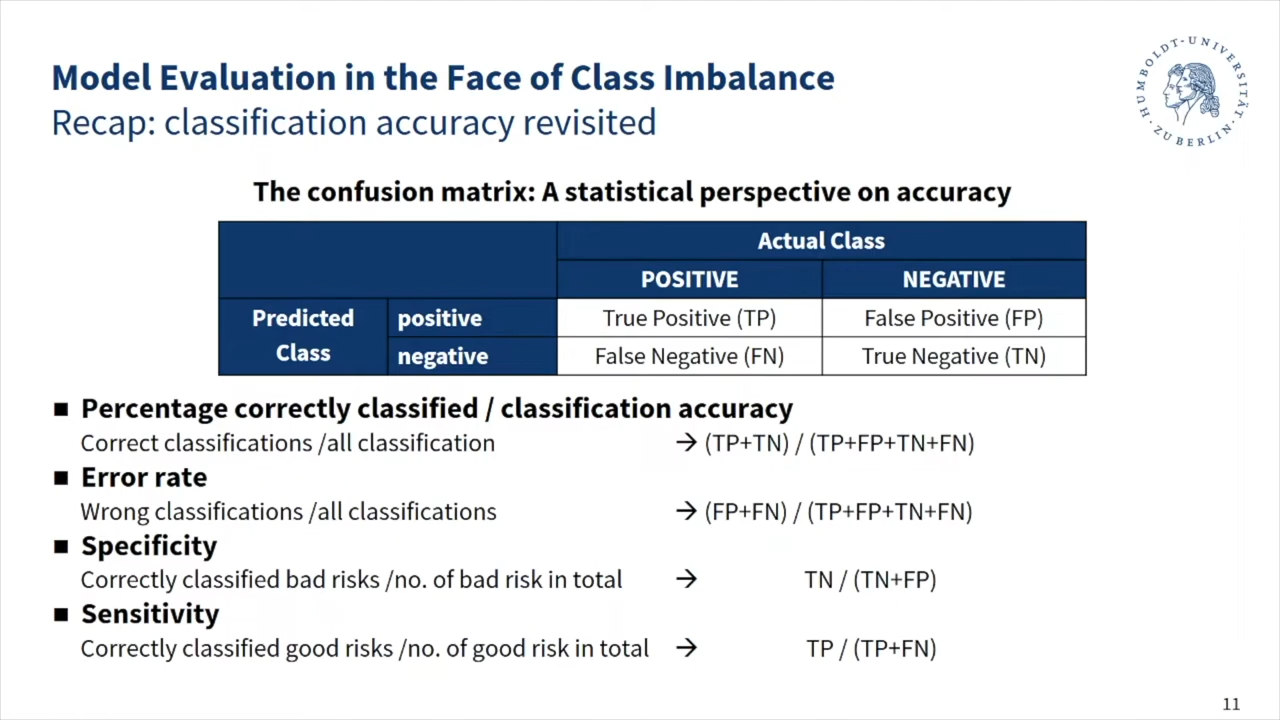 Model Evaluation in the Face of Class Imbalance
Recap: classification accuracy revisited
HUMBOLDT-UNIVERSITÄT · ZU BERLIN ·
The confusion matrix: A statistical perspective on accuracy
Actual Class
POSITIVE NEGATIVE
Predicted Class
positive True Positive (TP) False Positive (FP)
negative False Negative (FN) True Negative (TN)
■ Percentage correctly classified / classification accuracy
Correct classifications /all classification → (TP+TN) / (TP+FP+TN+FN)
■ Error rate
Wrong classifications /all classifications → (FP+FN) / (TP+FP+TN+FN)
■ Specificity
Correctly classified bad risks /no. of bad risk in total → TN / (TN+FP)
■ Sensitivity
Correctly classified good risks /no. of good risk in total → TP / (TP+FN)
11